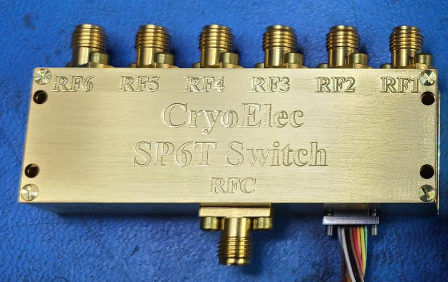 RF6 RF5 RF4 RF3 RF2 RF1
CryoElec
SP6T Switch
RFC